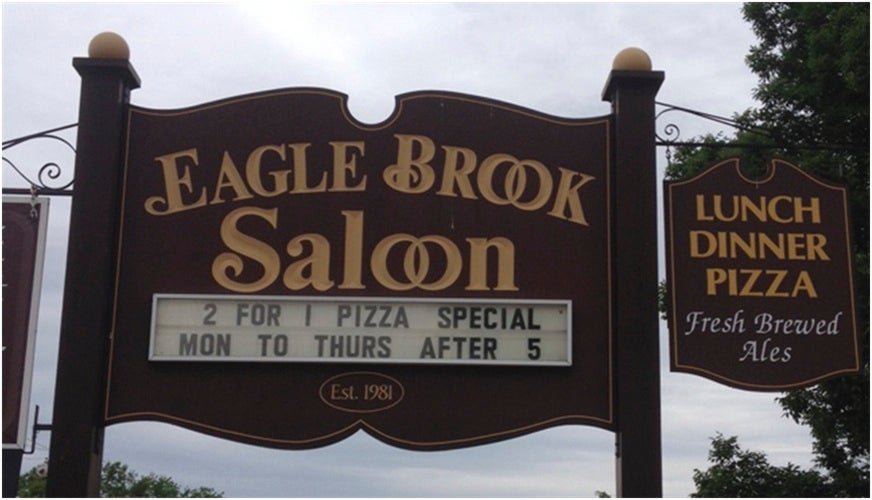 EAGLE BROOK
Saloon
2 FOR 1 PIZZA SPECIAL
MON TO THURS AFTER 5
Est. 1981
LUNCH
DINNER
PIZZA
Fresh Brewed
Ales